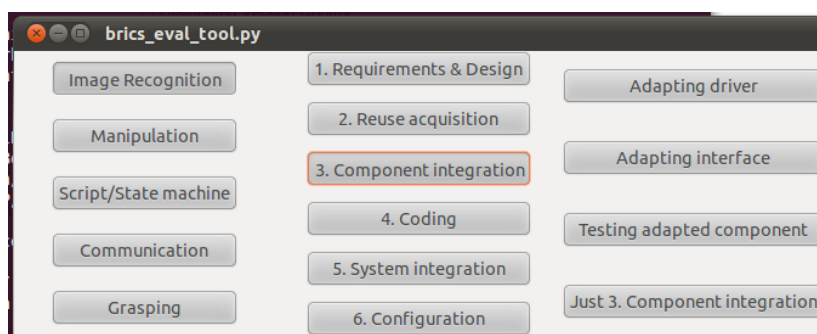 brics_eval_tool.py
Image Recognition
Manipulation
Script/State machine
Communication
Grasping
1. Requirements & Design
2. Reuse acquisition
3. Component integration
4. Coding
5. System integration
6. Configuration
Adapting driver
Adapting interface
Testing adapted component
Just 3. Component integration